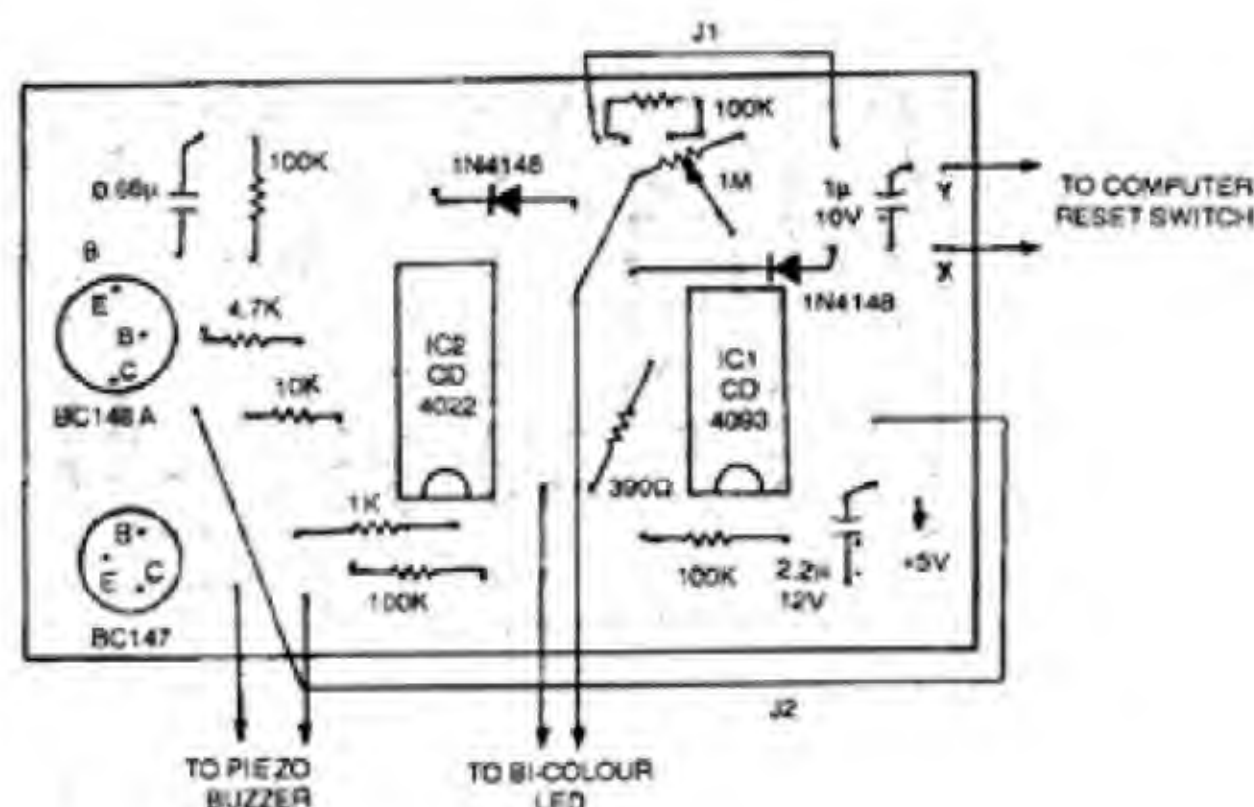 J1
100K
100K
1N4148
1M
1µ
10V
Y
TO COMPUTER
RESET SWITCH
X
B
1N4148
E
B
C
4.7K
IC2
CD
4022
IC1
CD
4093
10K
BC148A
390Ω
1K
B
E
C
100K
100K
2.2µ
12V
+5V
BC147
J2
TO PIEZO
BUZZER
TO BI-COLOUR
LED